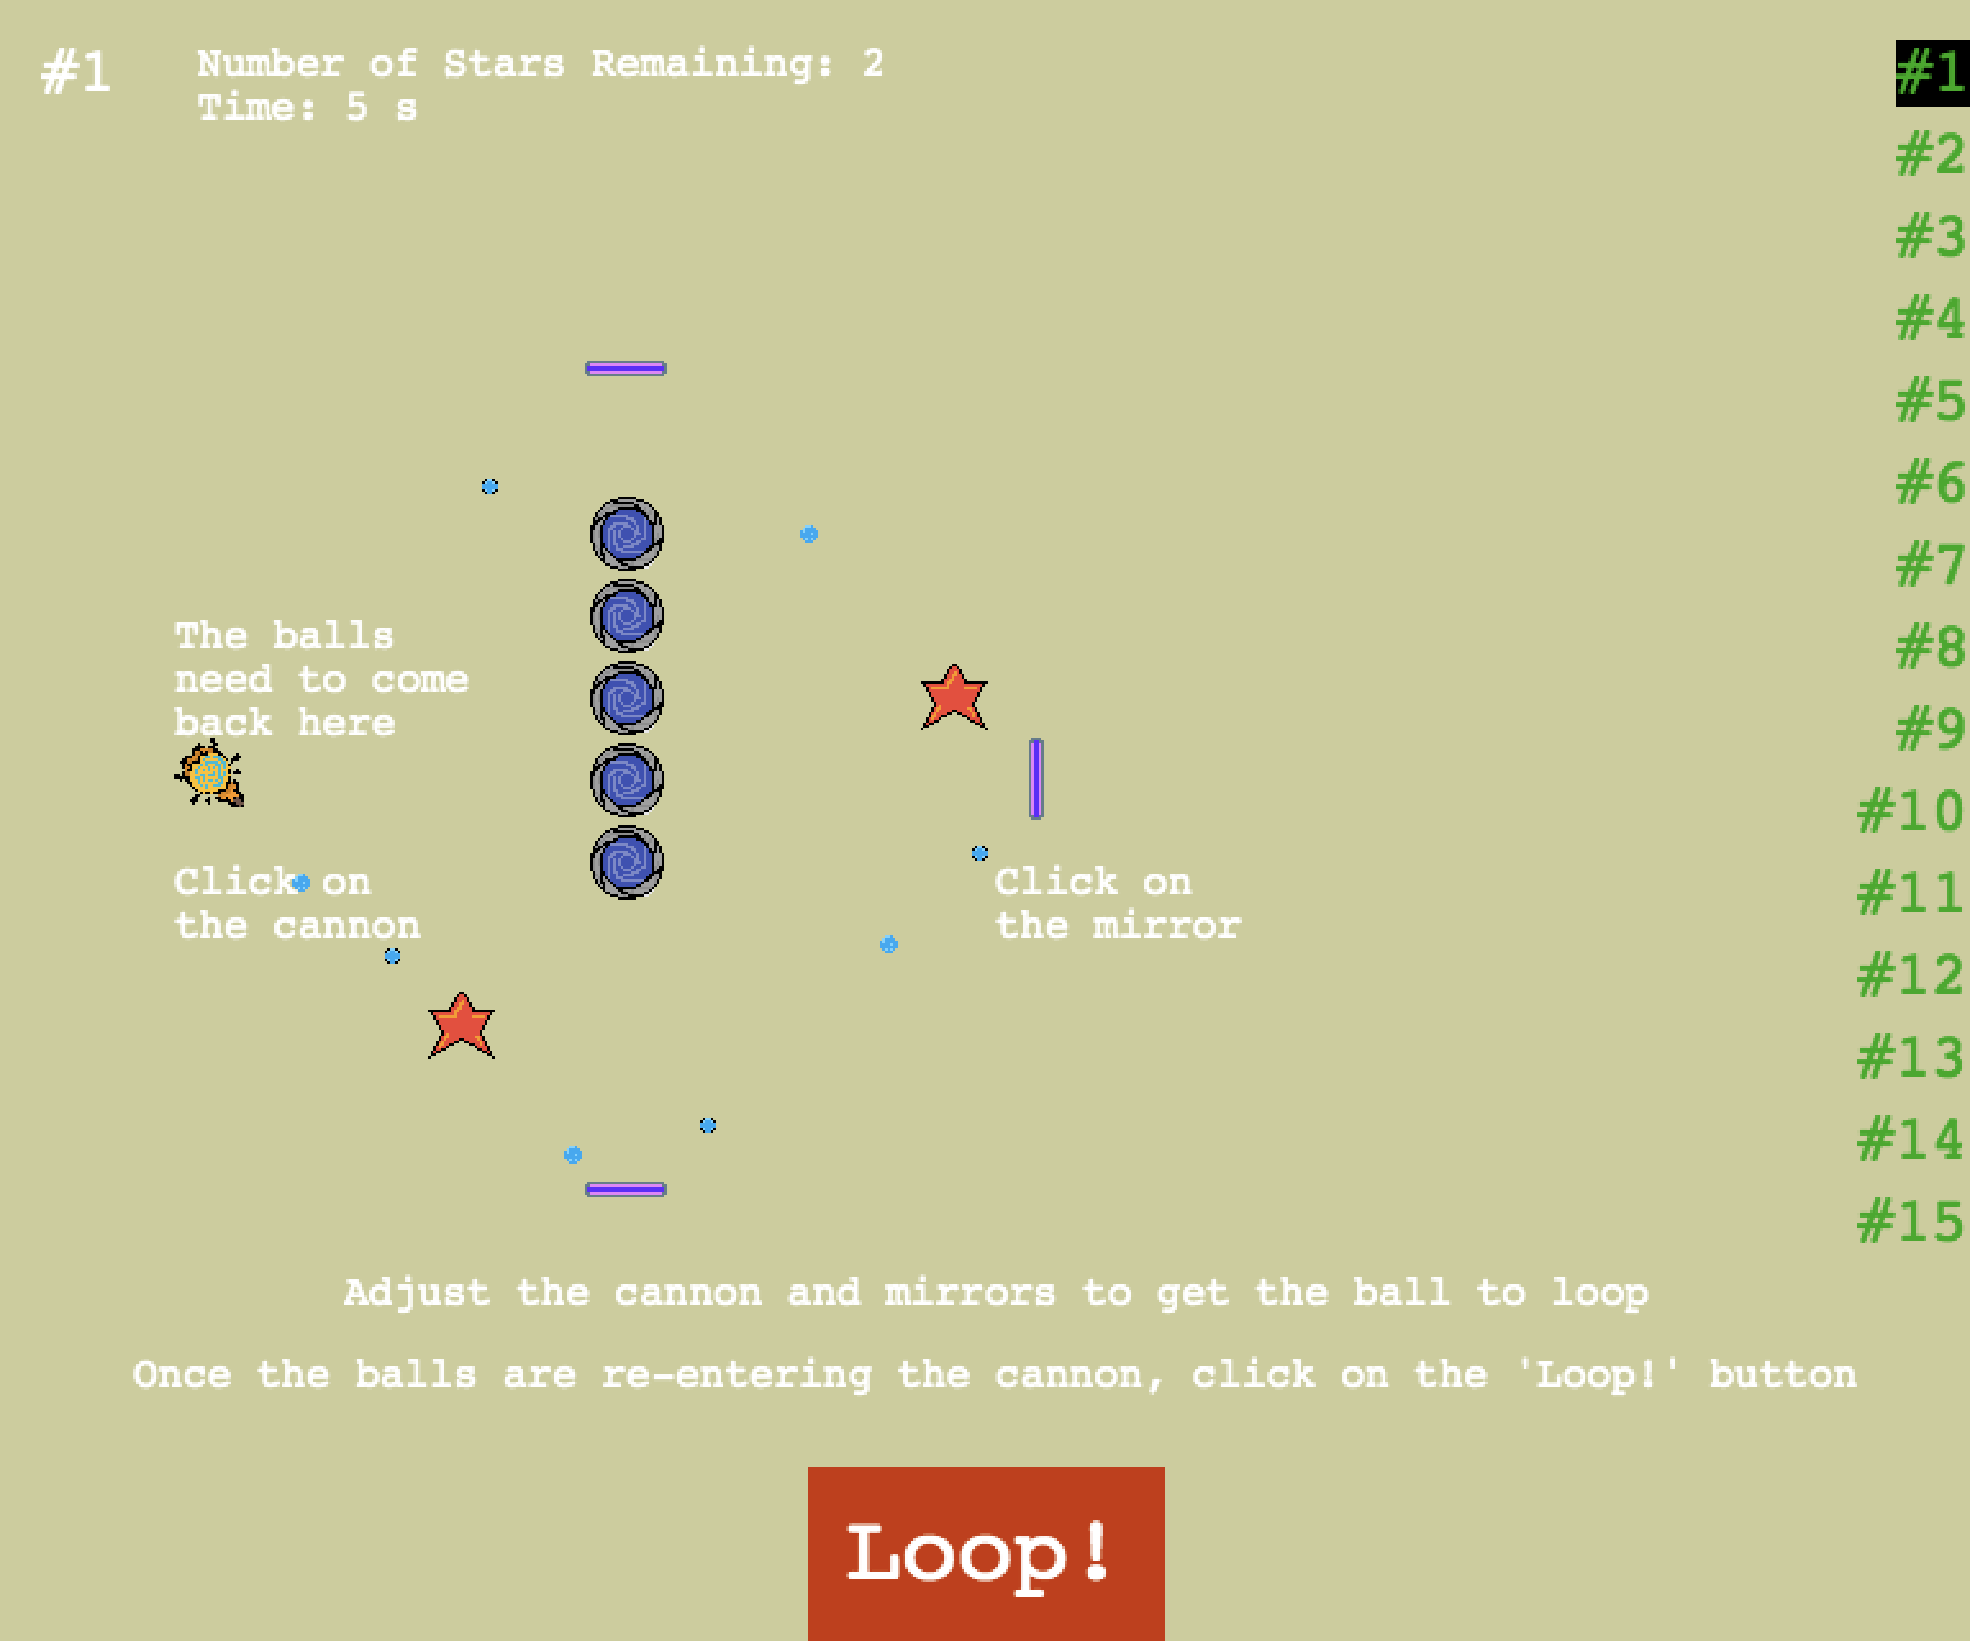 #1
Number of Stars Remaining: 2
Time: 5 s
The balls
need to come
back here
Click on
the cannon
Click on
the mirror
Adjust the cannon and mirrors to get the ball to loop
Once the balls are re-entering the cannon, click on the 'Loop!' button
Loop!
#1
#2
#3
#4
#5
#6
#7
#8
#9
#10
#11
#12
#13
#14
#15